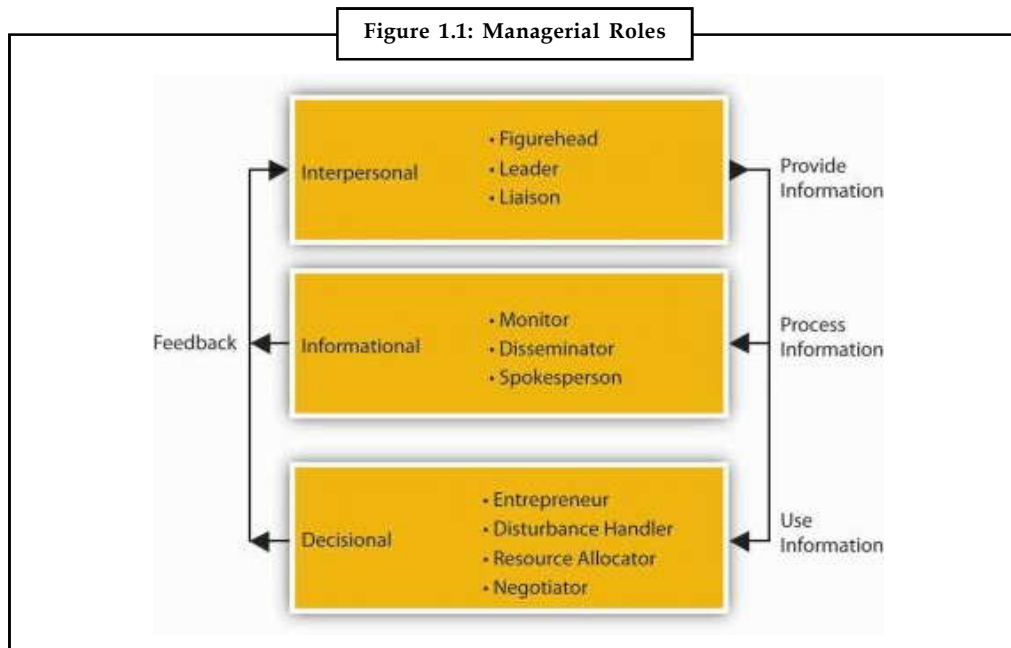 Figure 1.1: Managerial Roles
Interpersonal
• Figurehead
• Leader
• Liaison
Provide
Information
Feedback
Informational
• Monitor
• Disseminator
• Spokesperson
Process
Information
Decisional
• Entrepreneur
• Disturbance Handler
• Resource Allocator
• Negotiator
Use
Information